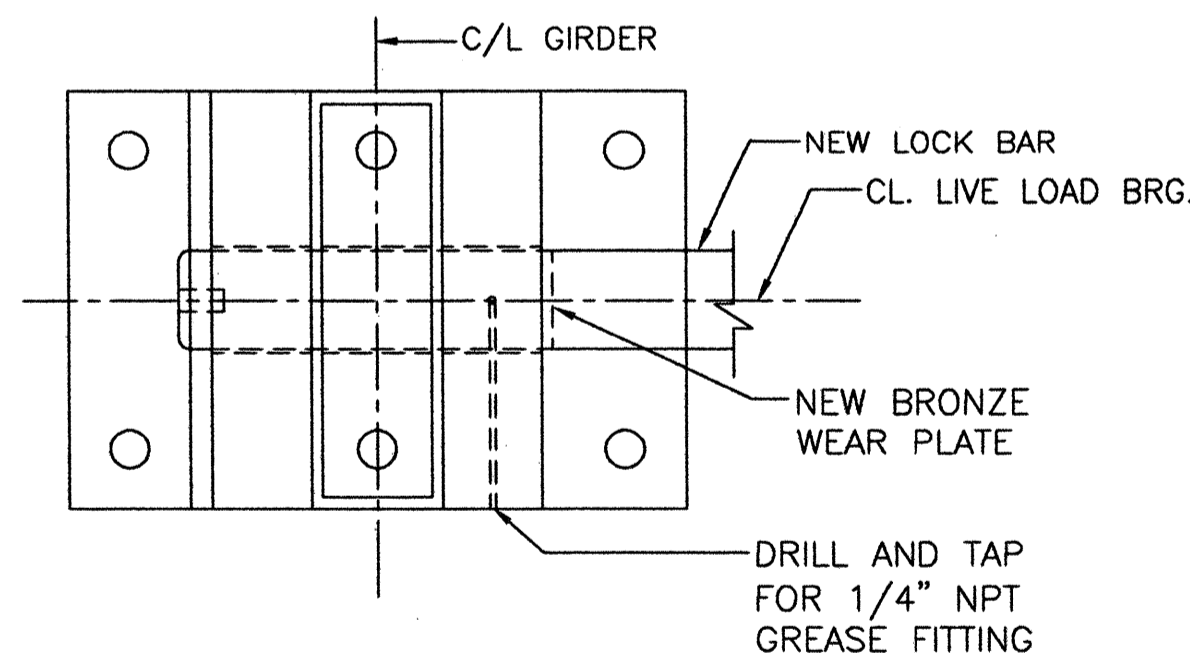 C/L GIRDER
NEW LOCK BAR
CL. LIVE LOAD BRG.
NEW BRONZE
WEAR PLATE
DRILL AND TAP
FOR 1/4" NPT
GREASE FITTING